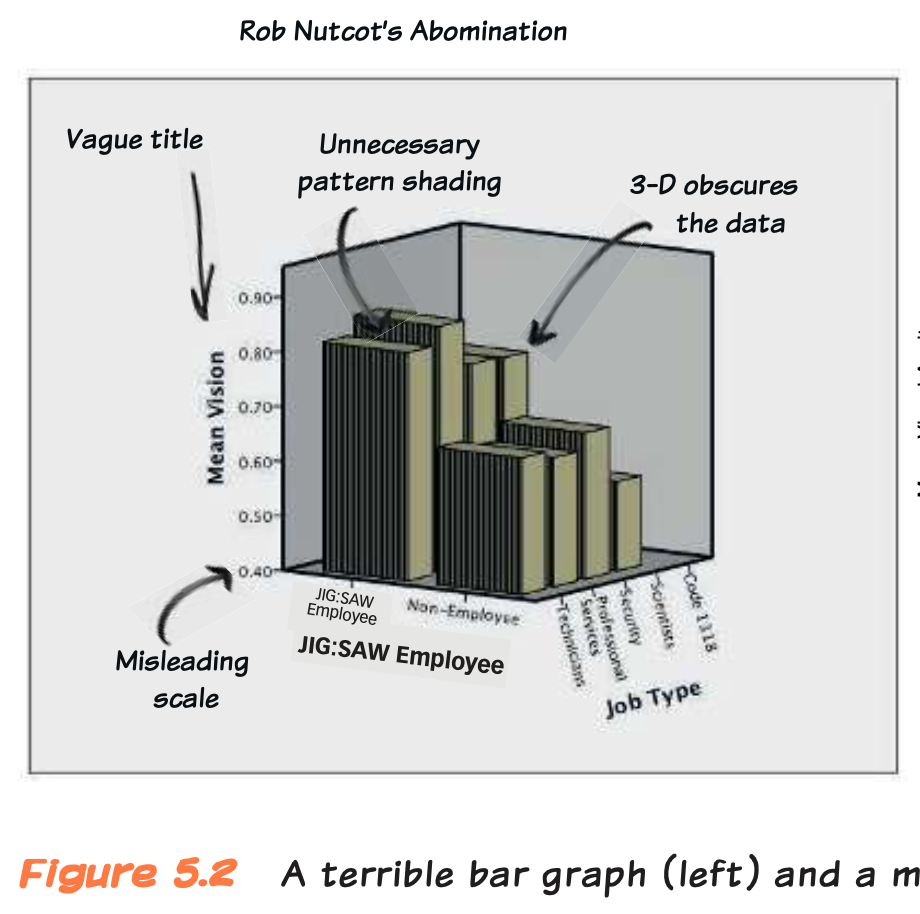 Rob Nutcot's Abomination
Vague title
Unnecessary
pattern shading
3-D obscures
the data
0.90
0.80
0.70
0.60
0.50
0.40
Mean Vision
Misleading
scale
JIG:SAW
Employee
Non-Employee
JIG:SAW Employee
Technicians
Professional
Services
Security
Scientists
Code 1318
Job Type
Figure 5.2 A terrible bar graph (left) and a m